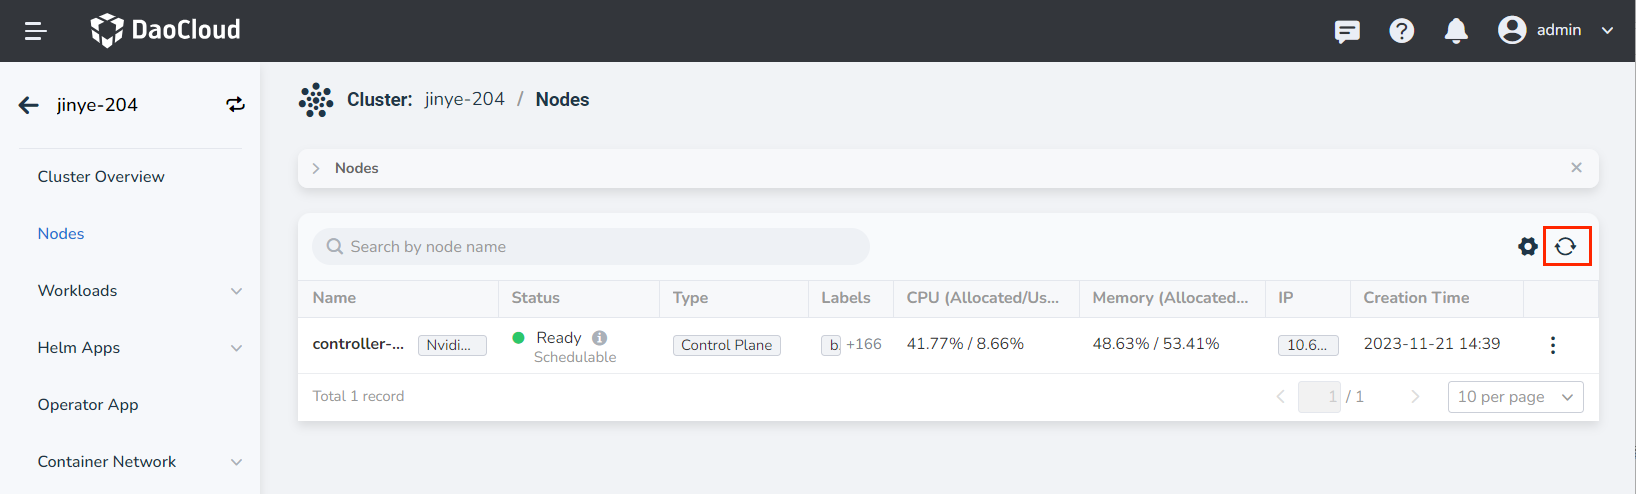 DaoCloud
admin
jinye-204
Cluster Overview
Nodes
Workloads
Helm Apps
Operator App
Container Network
Cluster: jinye-204 / Nodes
Nodes
Search by node name
Name Status Type Labels CPU (Allocated/Us... Memory (Allocated... IP Creation Time
controller-... Nvidi... Ready Control Plane b +166 41.77% / 8.66% 48.63% / 53.41% 10.6... 2023-11-21 14:39
Schedulable
Total 1 record 1 / 1 10 per page